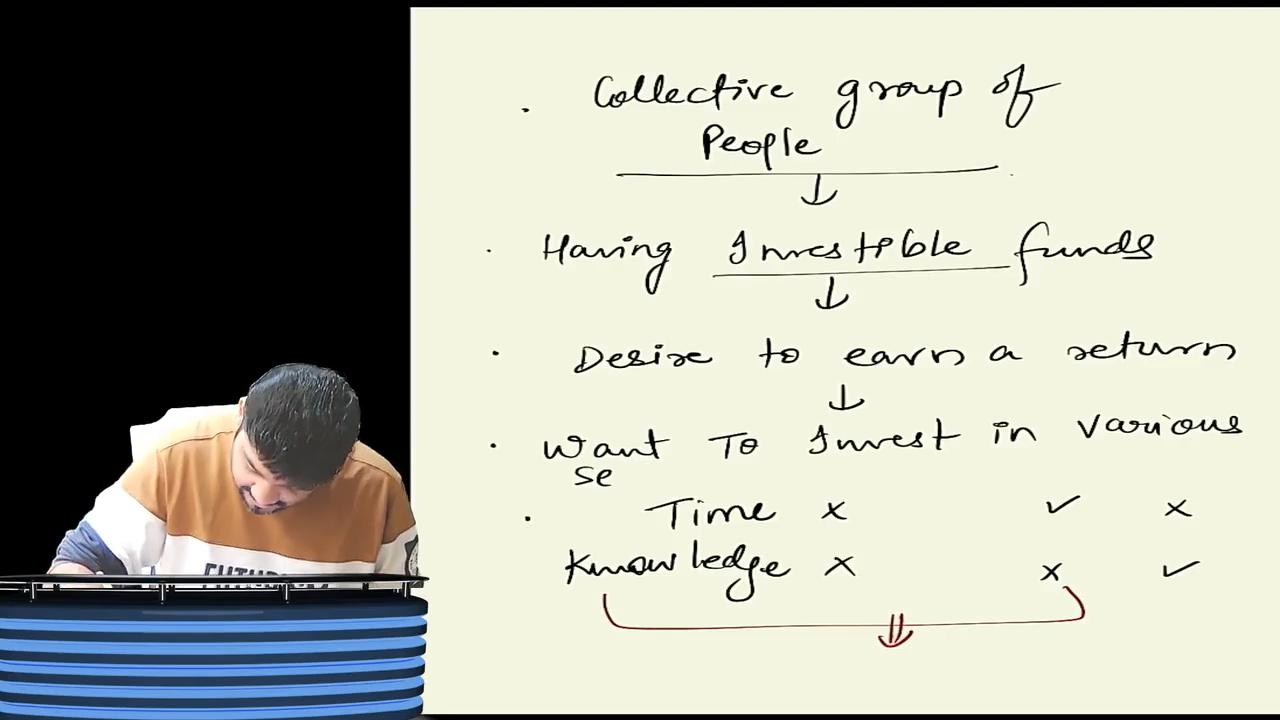 . Collective group of
People
↓
. Having Investible funds
↓
. Desire to earn a return
↓
. Want To Invest in various
se
. Time × ✓ ×
Knowledge × × ✓
⇓